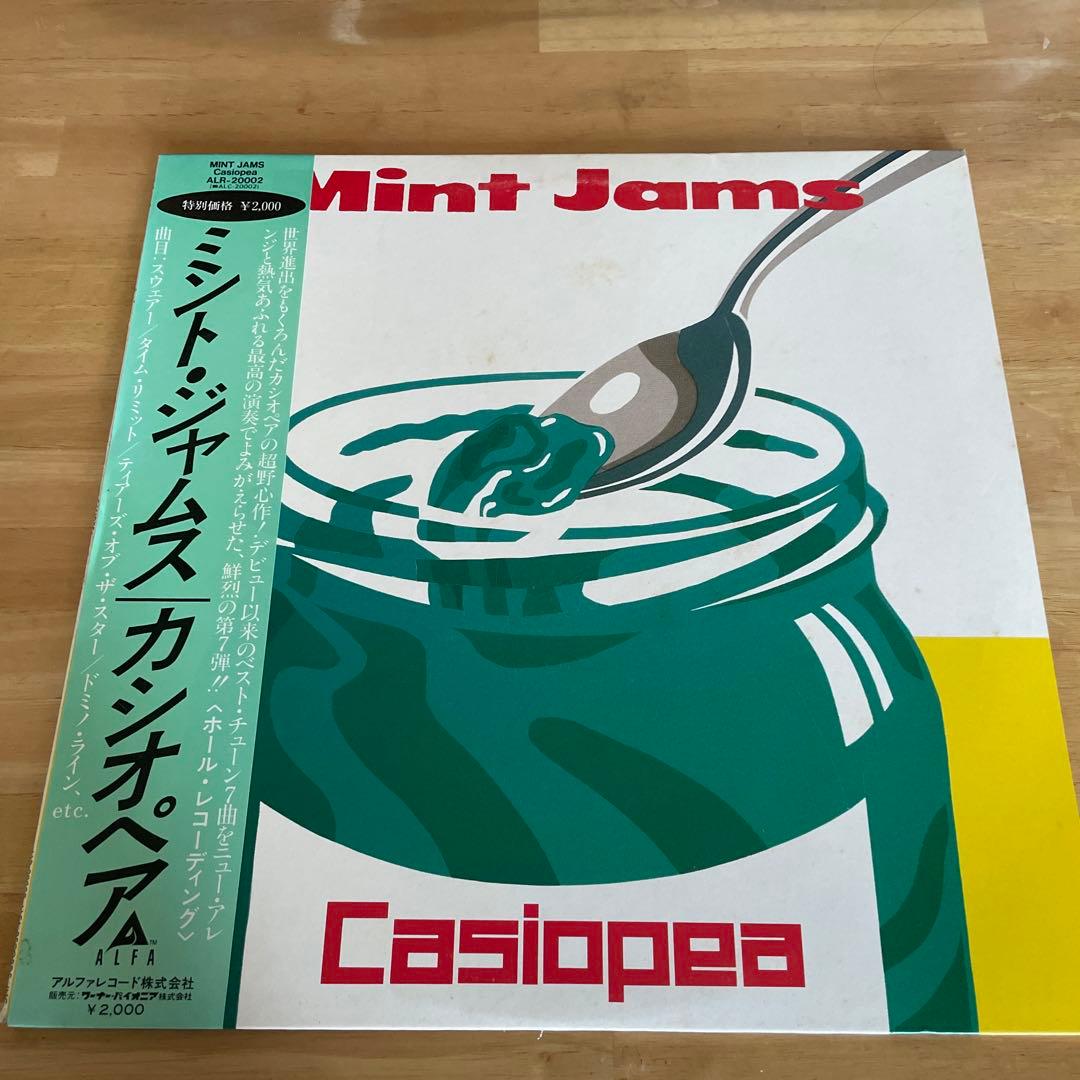 MINT JAMS
Casiopea
ALR-20002
(■ALC-20002)
特別価格 ¥2,000
世界進出をもくろんだカシオペアの超野心作!デビュー以来のベスト・チューン7曲をニュー・アレ
ンジと熱気あふれる最高の演奏でよみがえらせた、鮮烈の第7弾!!〈ホール・レコーディング〉
ミント・ジャムス/カシオペア
曲目:スウェアー/タイム・リミット/ティアーズ・オブ・ザ・スター/ドミノ・ライン、etc.
ALFA™
アルファレコード株式会社
販売元:ワーナー・パイオニア株式会社
¥2,000
Mint Jams
Casiopea